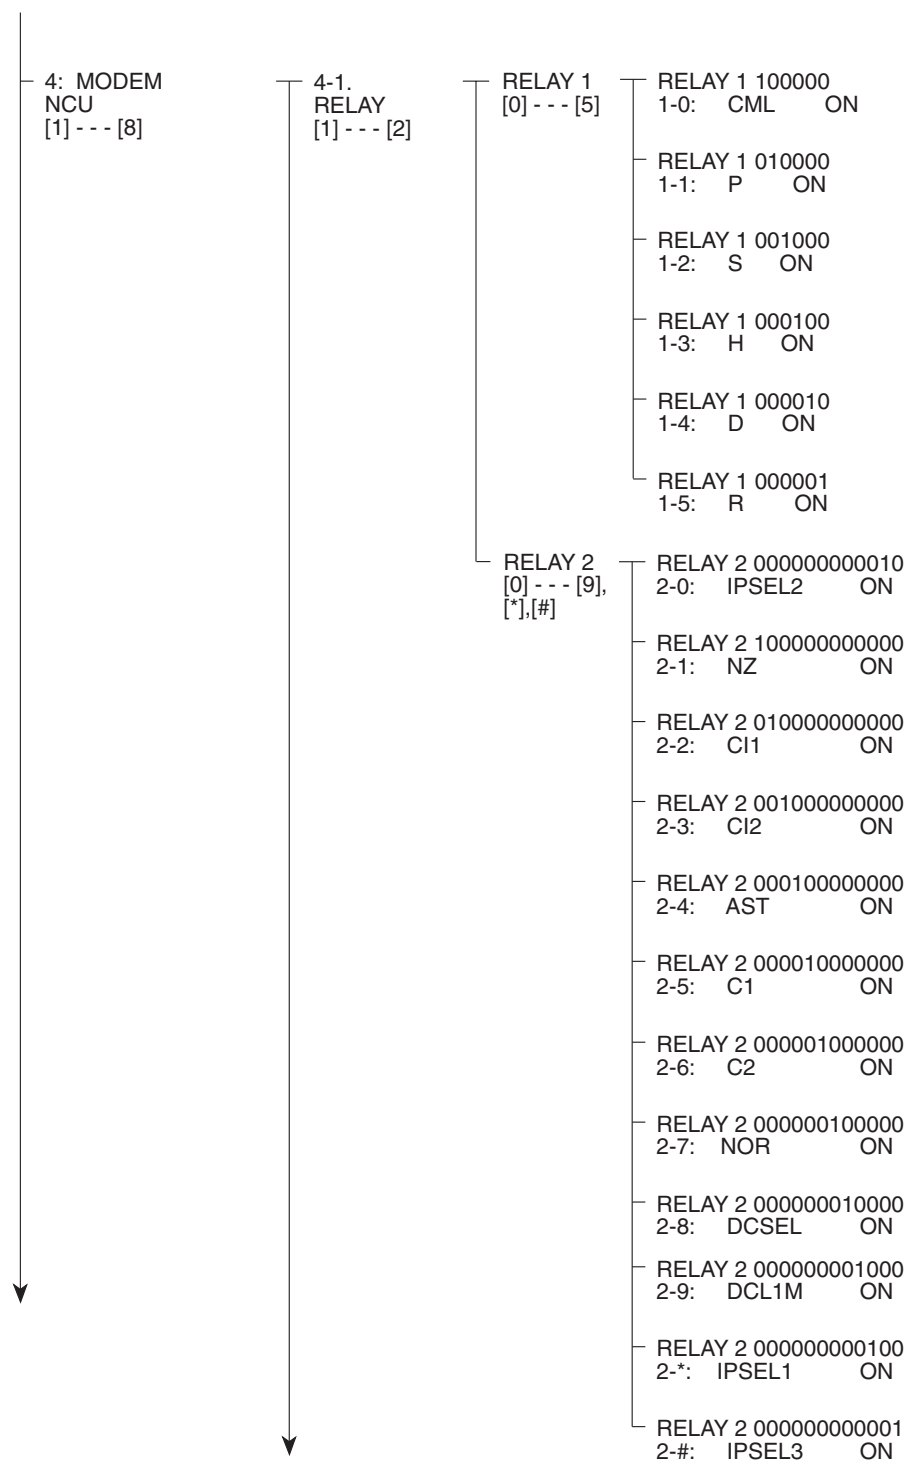 4: MODEM
NCU
[1] - - - [8]
4-1.
RELAY
[1] - - - [2]
RELAY 1
[0] - - - [5]
RELAY 1 100000
1-0: CML ON
RELAY 1 010000
1-1: P ON
RELAY 1 001000
1-2: S ON
RELAY 1 000100
1-3: H ON
RELAY 1 000010
1-4: D ON
RELAY 1 000001
1-5: R ON
RELAY 2
[0] - - - [9],
[*],[#]
RELAY 2 000000000010
2-0: IPSEL2 ON
RELAY 2 100000000000
2-1: NZ ON
RELAY 2 010000000000
2-2: CI1 ON
RELAY 2 001000000000
2-3: CI2 ON
RELAY 2 000100000000
2-4: AST ON
RELAY 2 000010000000
2-5: C1 ON
RELAY 2 000001000000
2-6: C2 ON
RELAY 2 000000100000
2-7: NOR ON
RELAY 2 000000010000
2-8: DCSEL ON
RELAY 2 000000001000
2-9: DCL1M ON
RELAY 2 000000000100
2-*: IPSEL1 ON
RELAY 2 000000000001
2-#: IPSEL3 ON